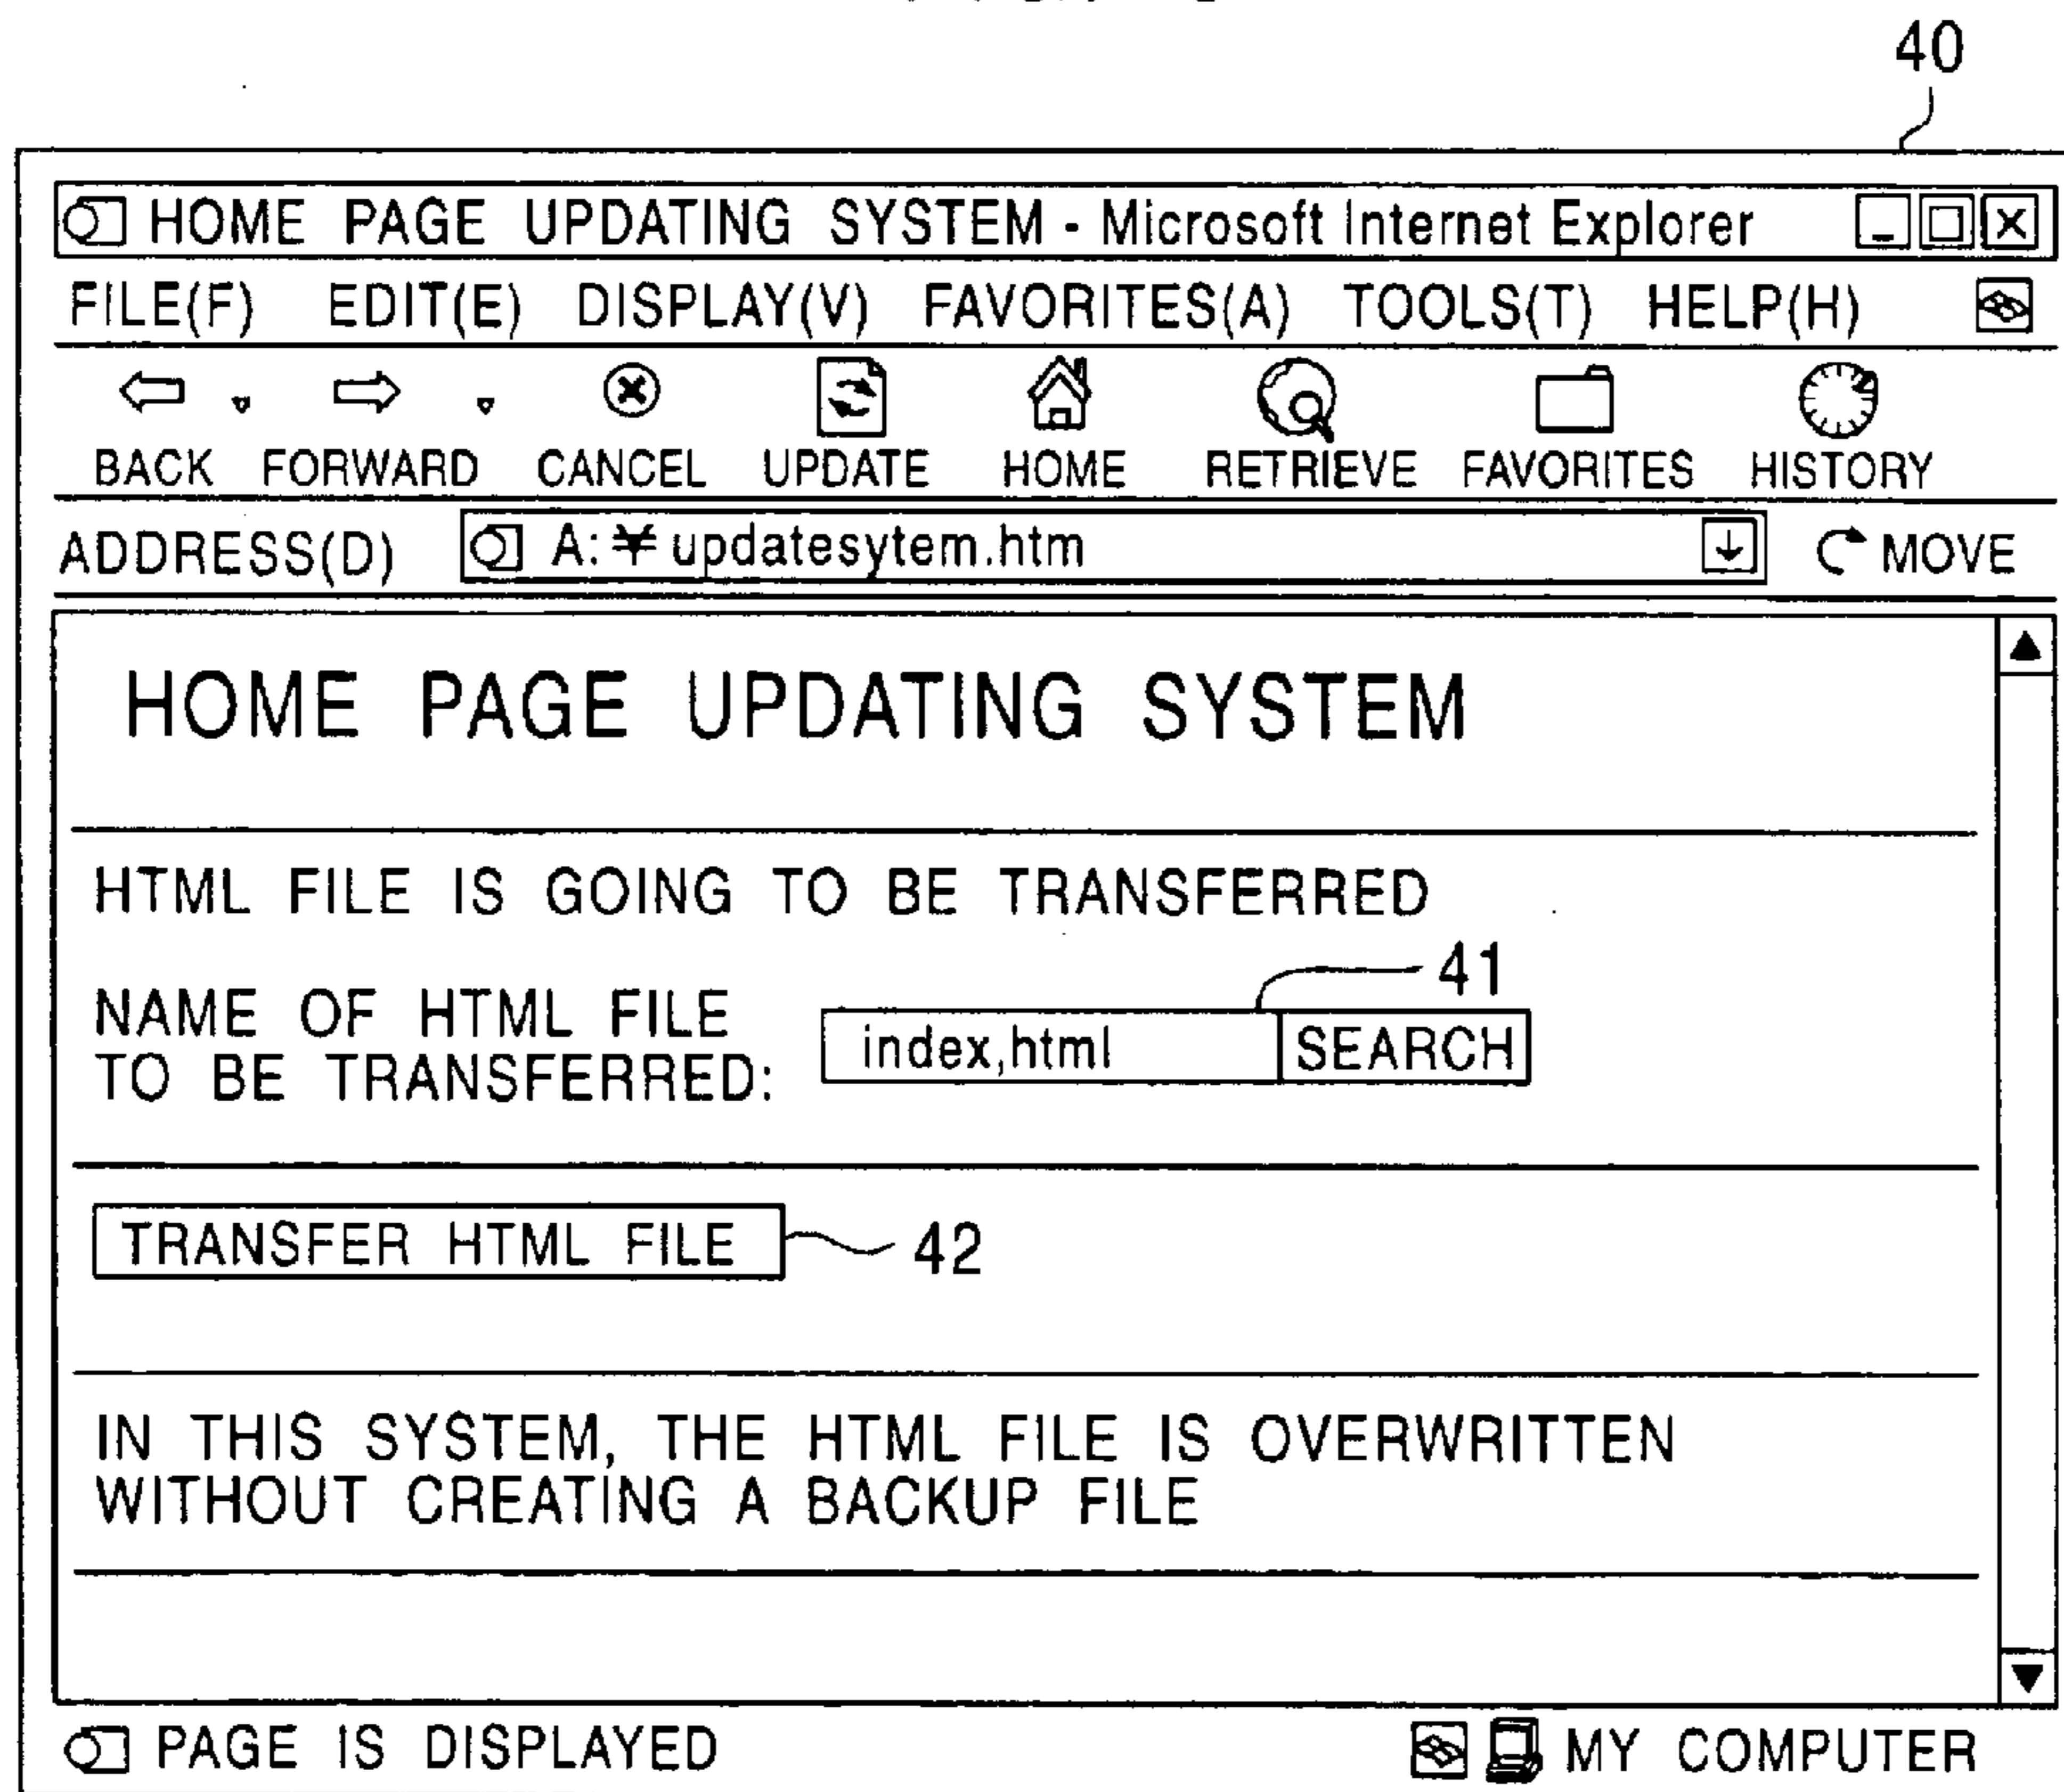 40
HOME PAGE UPDATING SYSTEM - Microsoft Internet Explorer
FILE(F) EDIT(E) DISPLAY(V) FAVORITES(A) TOOLS(T) HELP(H)
BACK FORWARD CANCEL UPDATE HOME RETRIEVE FAVORITES HISTORY
ADDRESS(D) A:¥updatesytem.htm MOVE
HOME PAGE UPDATING SYSTEM
HTML FILE IS GOING TO BE TRANSFERRED
41
NAME OF HTML FILE
TO BE TRANSFERRED: index,html SEARCH
TRANSFER HTML FILE 42
IN THIS SYSTEM, THE HTML FILE IS OVERWRITTEN
WITHOUT CREATING A BACKUP FILE
PAGE IS DISPLAYED MY COMPUTER